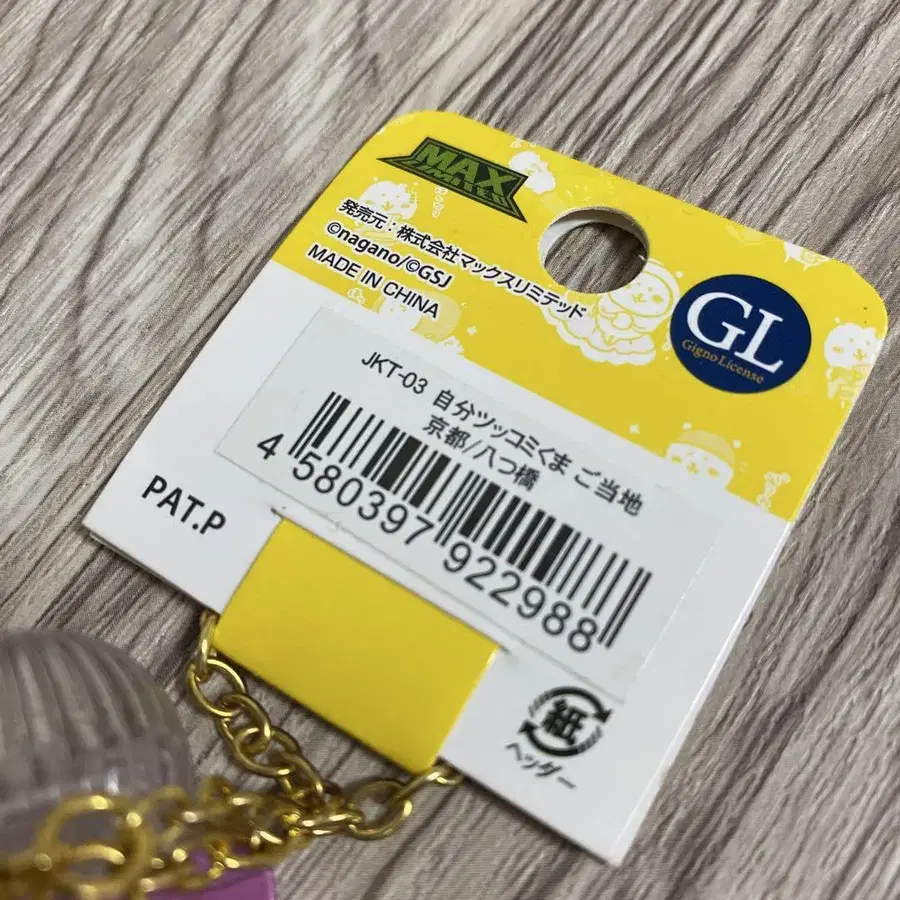 MAX
LIMITED
発売元：株式会社マックスリミテッド
©nagano/©GSJ
MADE IN CHINA
GL
Gigno License
JKT-03 自分ツッコミくま ご当地
京都/八つ橋
4 580397 922988
PAT.P
紙
ヘッダー